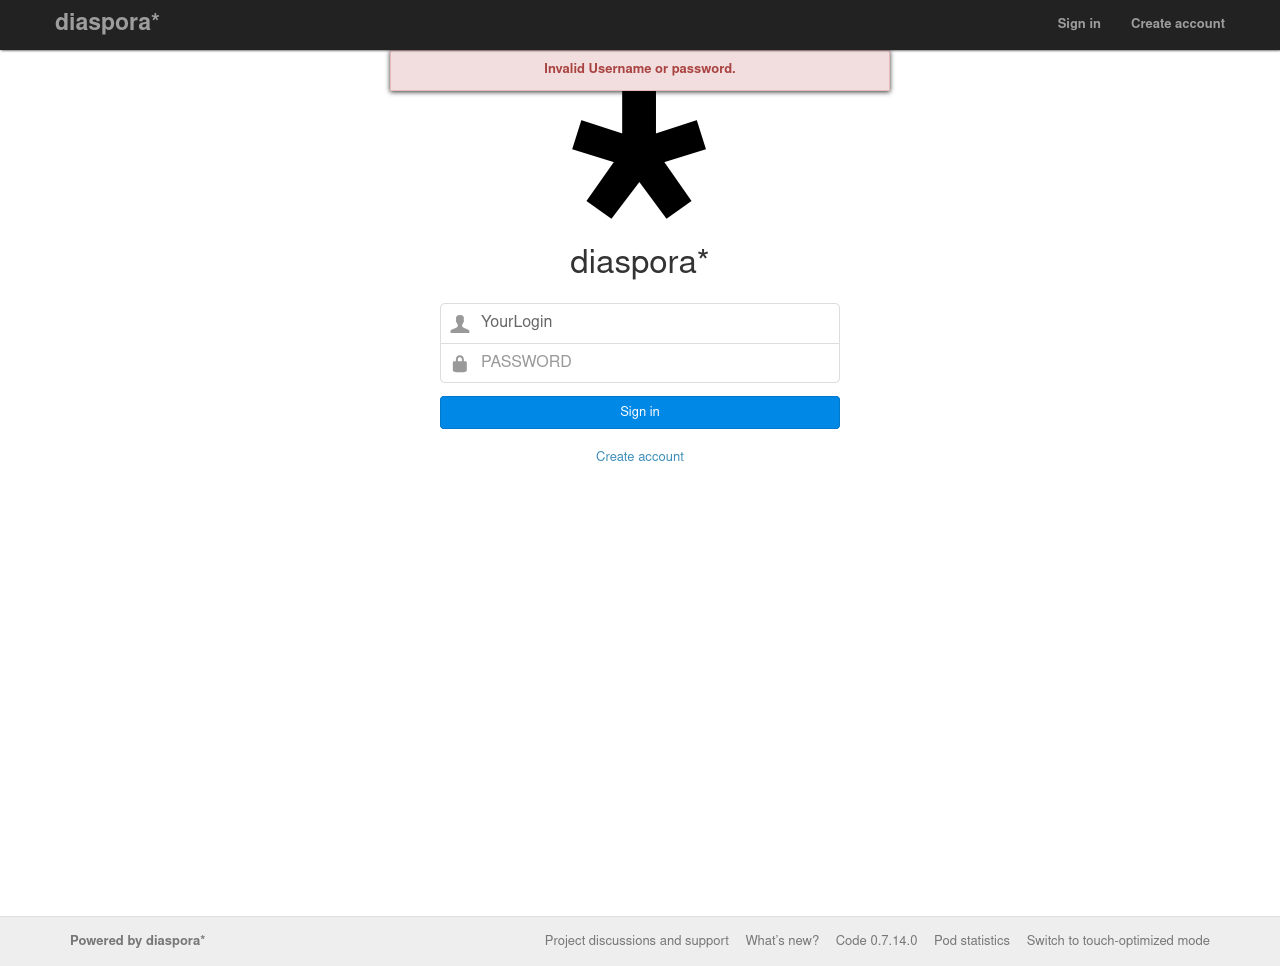 diaspora*
Sign in
Create account
Invalid Username or password.
diaspora*
YourLogin
PASSWORD
Sign in
Create account
Powered by diaspora*
Project discussions and support
What's new?
Code 0.7.14.0
Pod statistics
Switch to touch-optimized mode